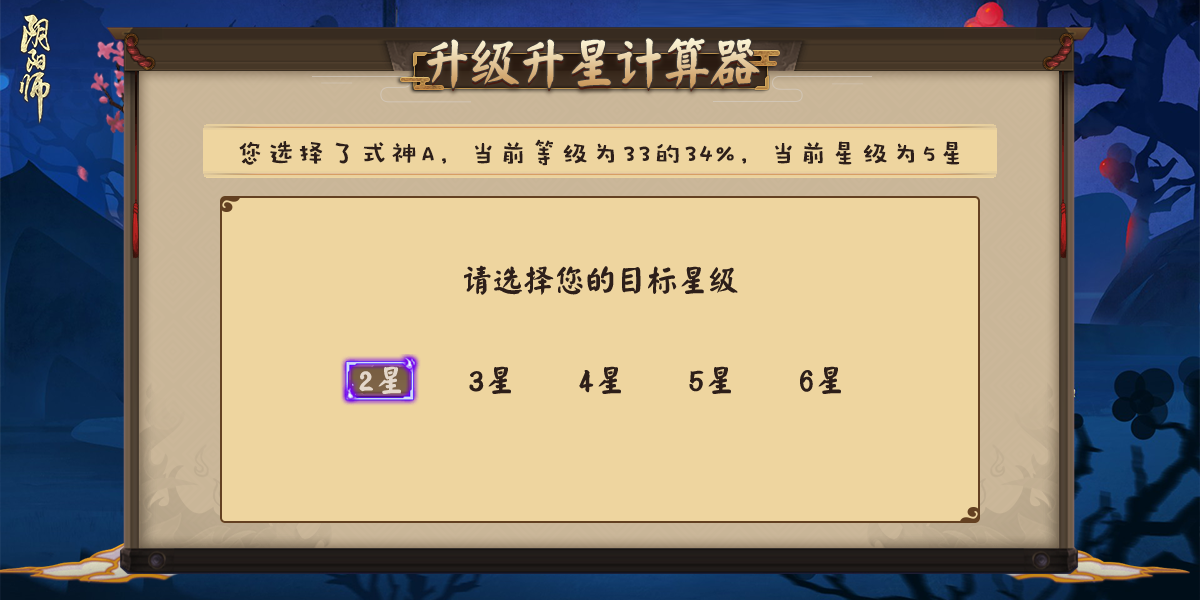 阴阳师
升级升星计算器
您选择了式神A，当前等级为33的34%，当前星级为5星
请选择您的目标星级
2星 3星 4星 5星 6星